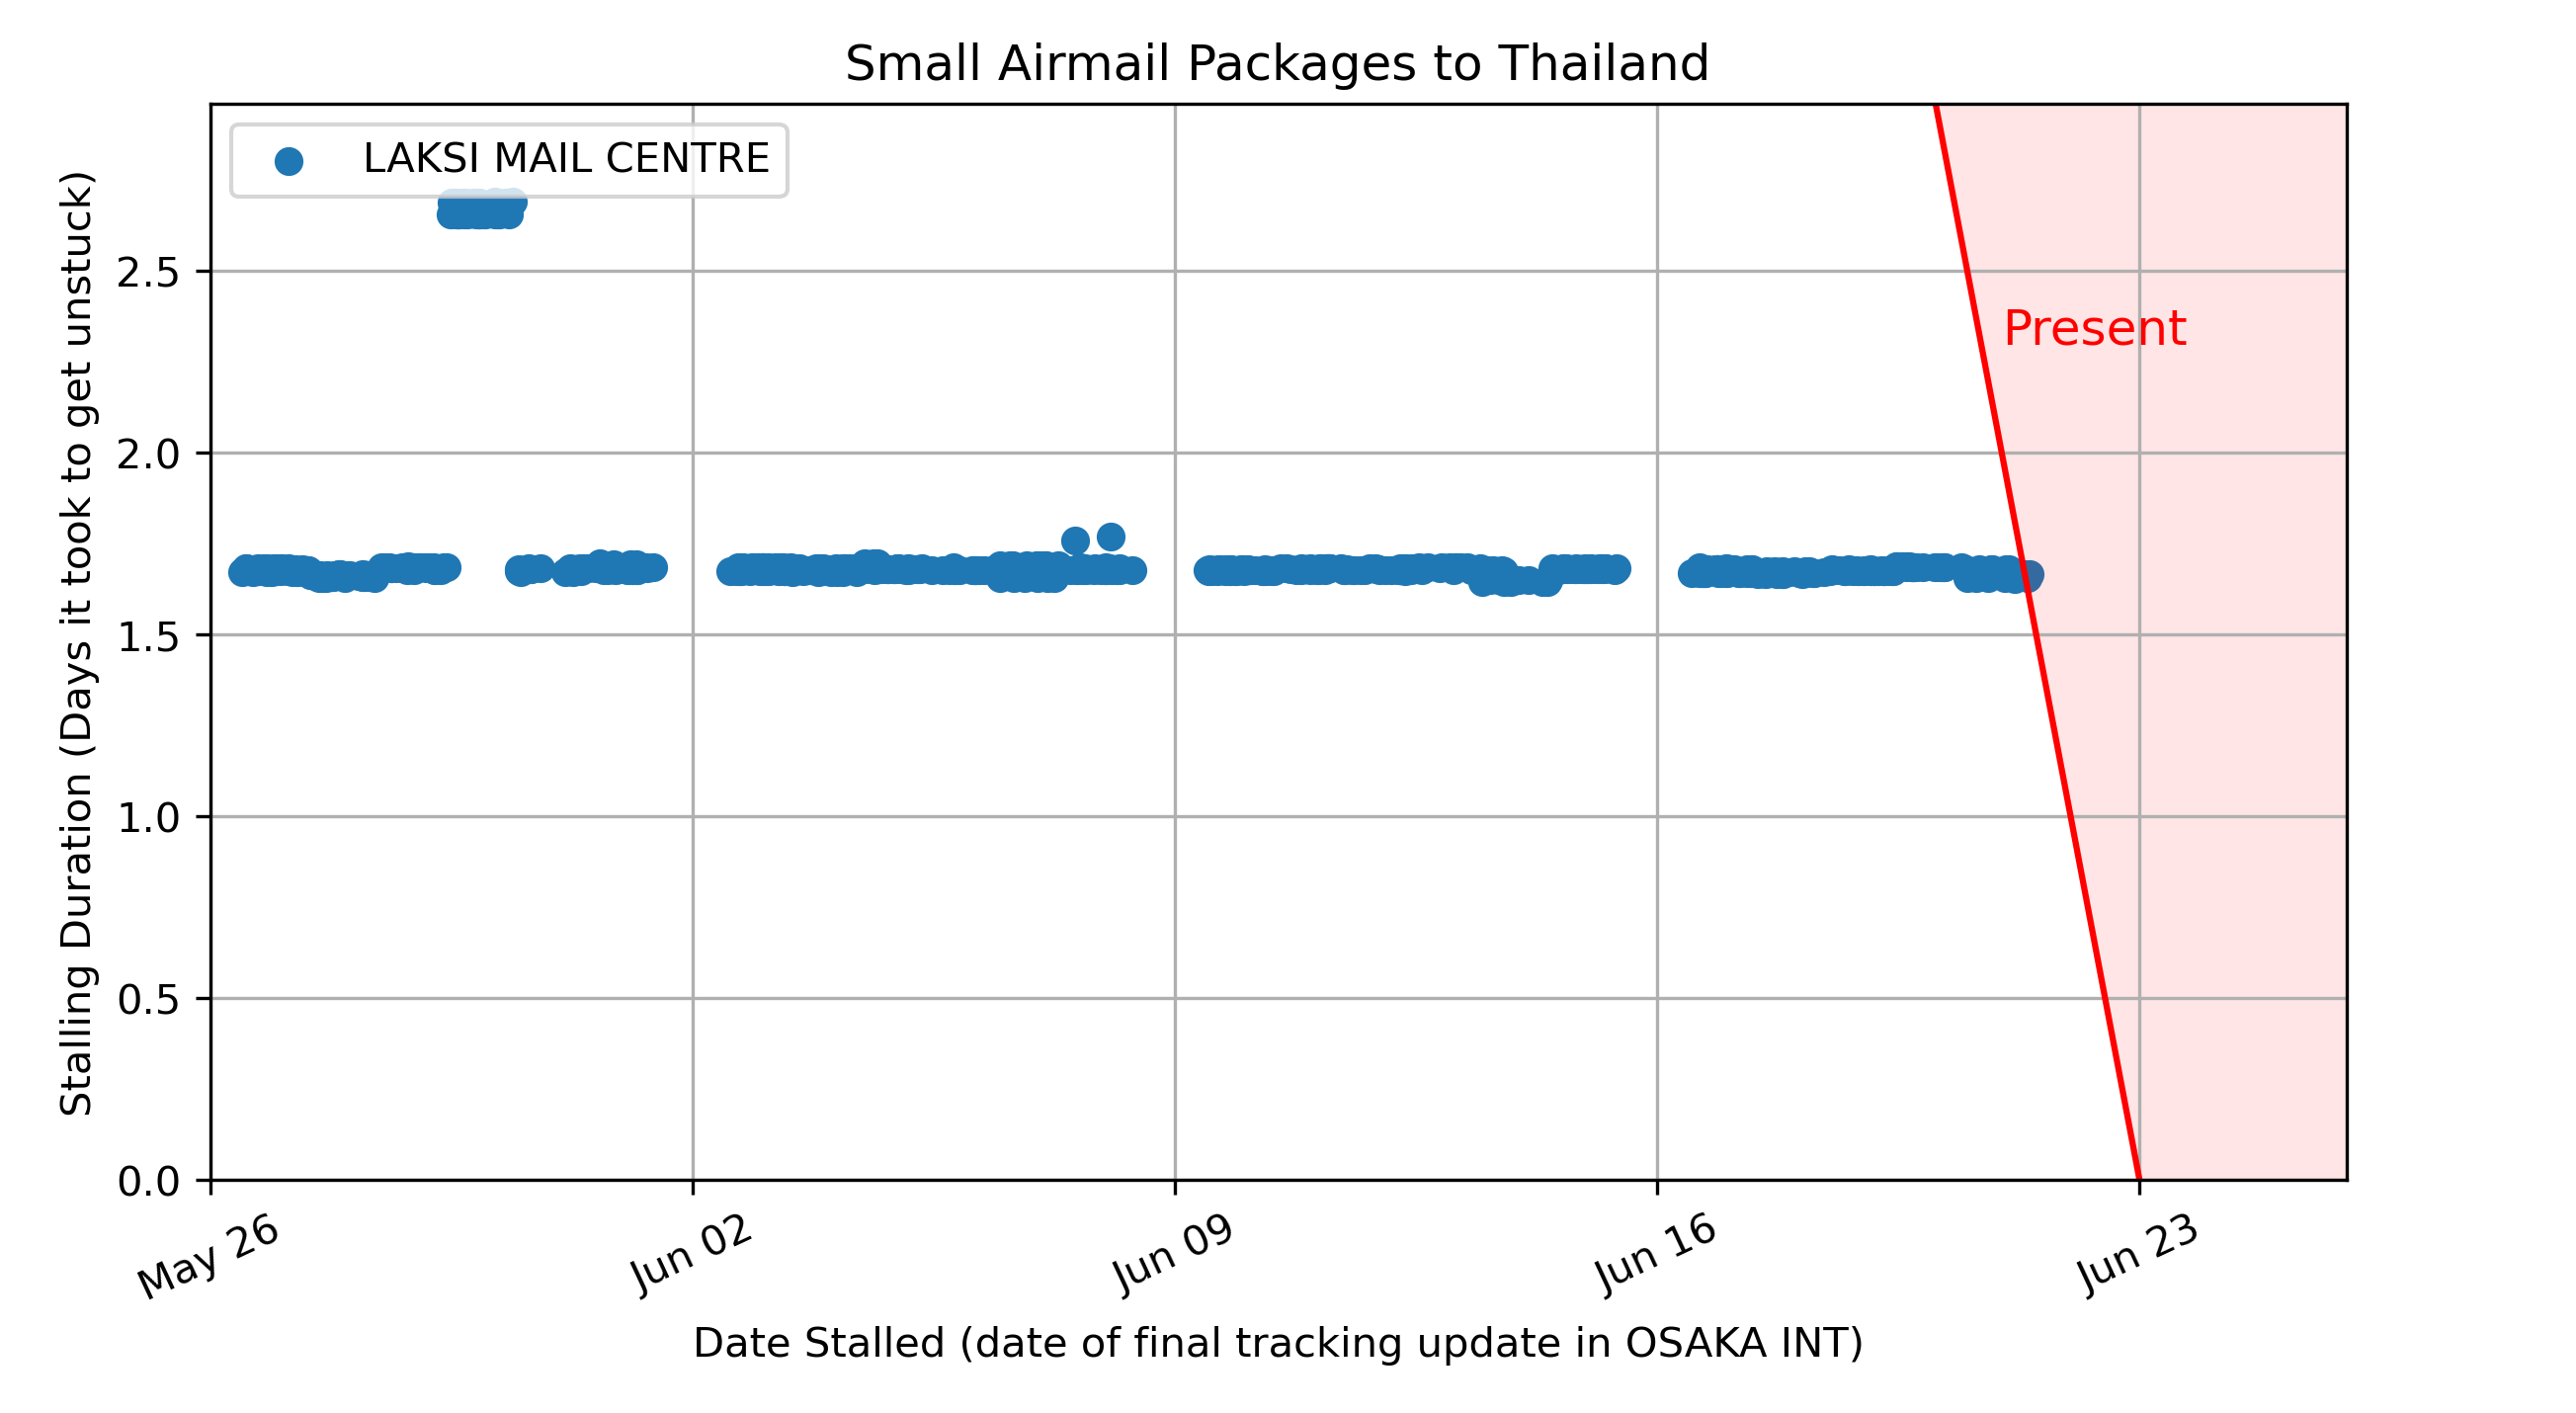 Small Airmail Packages to Thailand
LAKSI MAIL CENTRE
Present
Stalling Duration (Days it took to get unstuck)
2.5
2.0
1.5
1.0
0.5
0.0
May 26
Jun 02
Jun 09
Jun 16
Jun 23
Date Stalled (date of final tracking update in OSAKA INT)